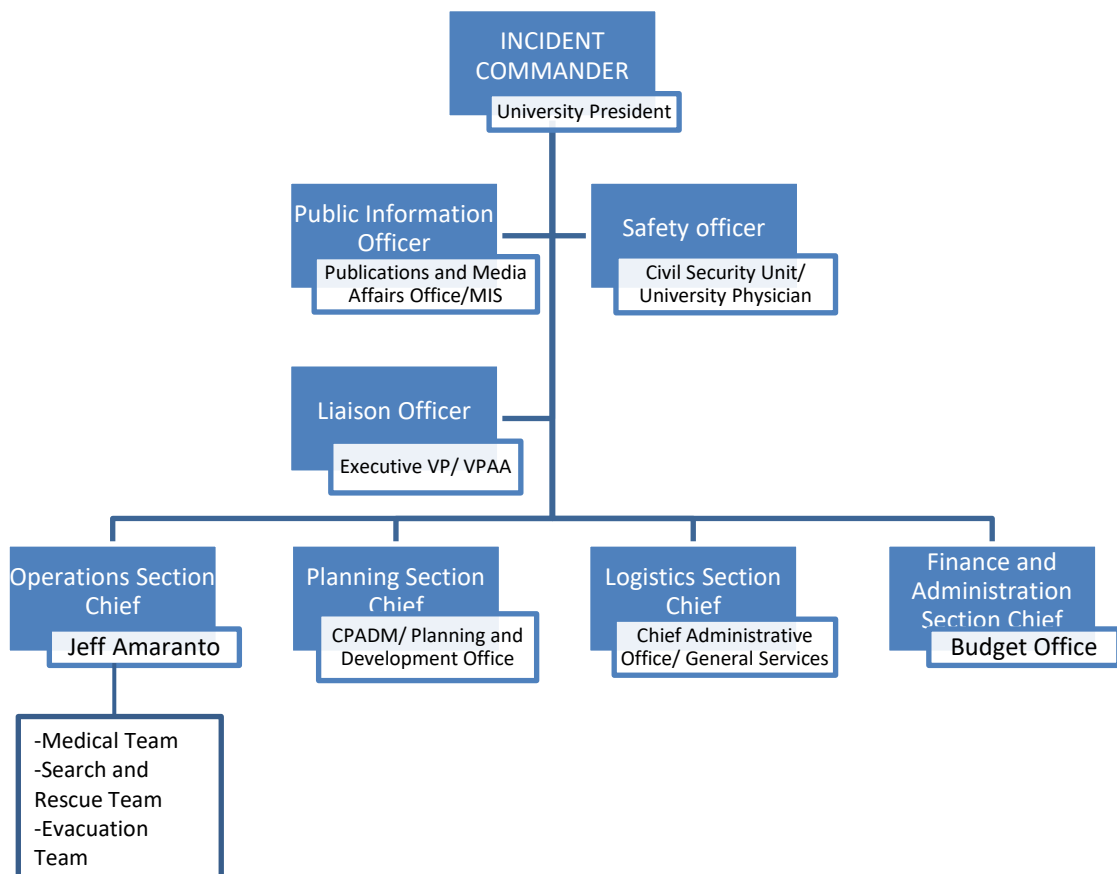 INCIDENT
COMMANDER
University President
Public Information
Officer
Publications and Media
Affairs Office/MIS
Safety officer
Civil Security Unit/
University Physician
Liaison Officer
Executive VP/ VPAA
Operations Section
Chief
Jeff Amaranto
Planning Section
Chief
CPADM/ Planning and
Development Office
Logistics Section
Chief
Chief Administrative
Office/ General Services
Finance and
Administration
Section Chief
Budget Office
-Medical Team
-Search and
Rescue Team
-Evacuation
Team